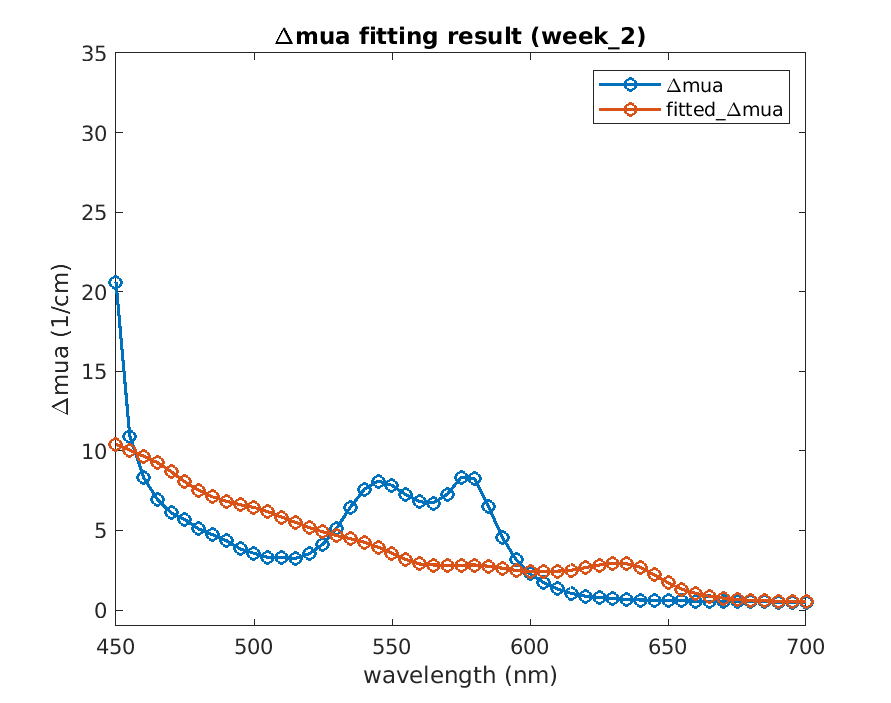 Δmua fitting result (week_2)
35
30
25
20
15
10
5
0
Δmua (1/cm)
Δmua
fitted_Δmua
450
500
550
600
650
700
wavelength (nm)